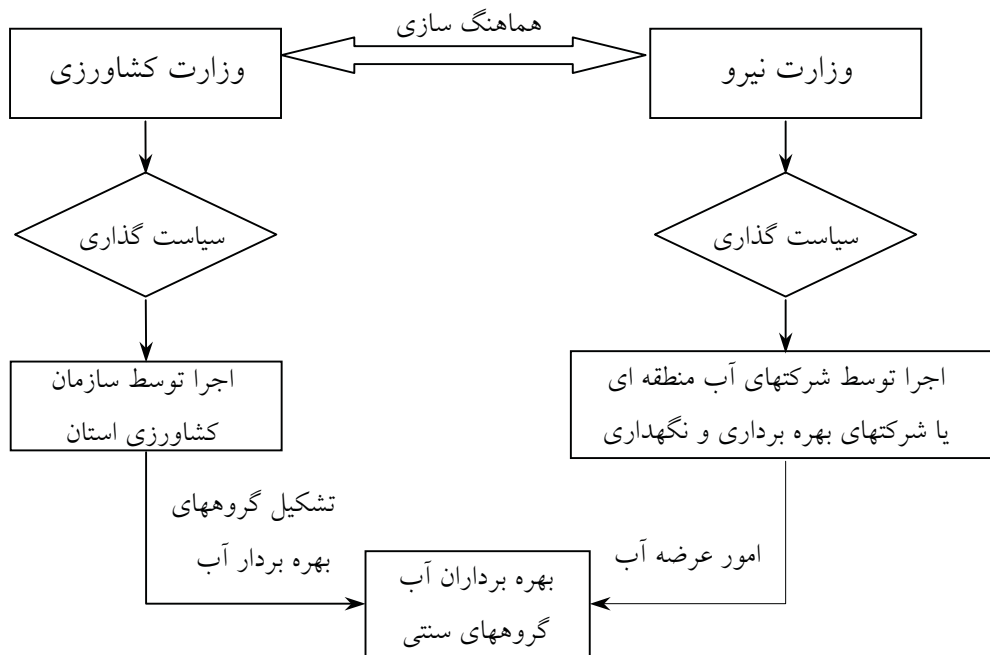 هماهنگ سازی
وزارت نیرو
وزارت کشاورزی
سیاست گذاری
سیاست گذاری
اجرا توسط شرکتهای آب منطقه ای
یا شرکتهای بهره برداری و نگهداری
اجرا توسط سازمان
کشاورزی استان
امور عرضه آب
تشکیل گروههای
بهره بردار آب
بهره برداران آب
گروههای سنتی